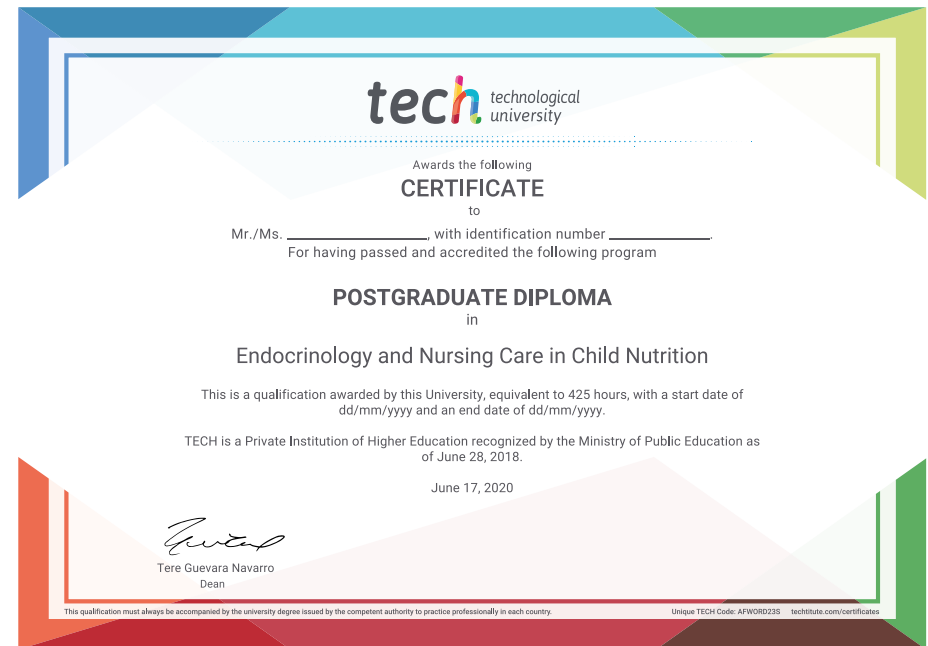 tech technological
university
Awards the following
CERTIFICATE
to
Mr./Ms. ____________________, with identification number ______________.
For having passed and accredited the following program
POSTGRADUATE DIPLOMA
in
Endocrinology and Nursing Care in Child Nutrition
This is a qualification awarded by this University, equivalent to 425 hours, with a start date of
dd/mm/yyyy and an end date of dd/mm/yyyy.
TECH is a Private Institution of Higher Education recognized by the Ministry of Public Education as
of June 28, 2018.
June 17, 2020
Tere Guevara Navarro
Dean
This qualification must always be accompanied by the university degree issued by the competent authority to practice professionally in each country.
Unique TECH Code: AFWORD23S techtitute.com/certificates